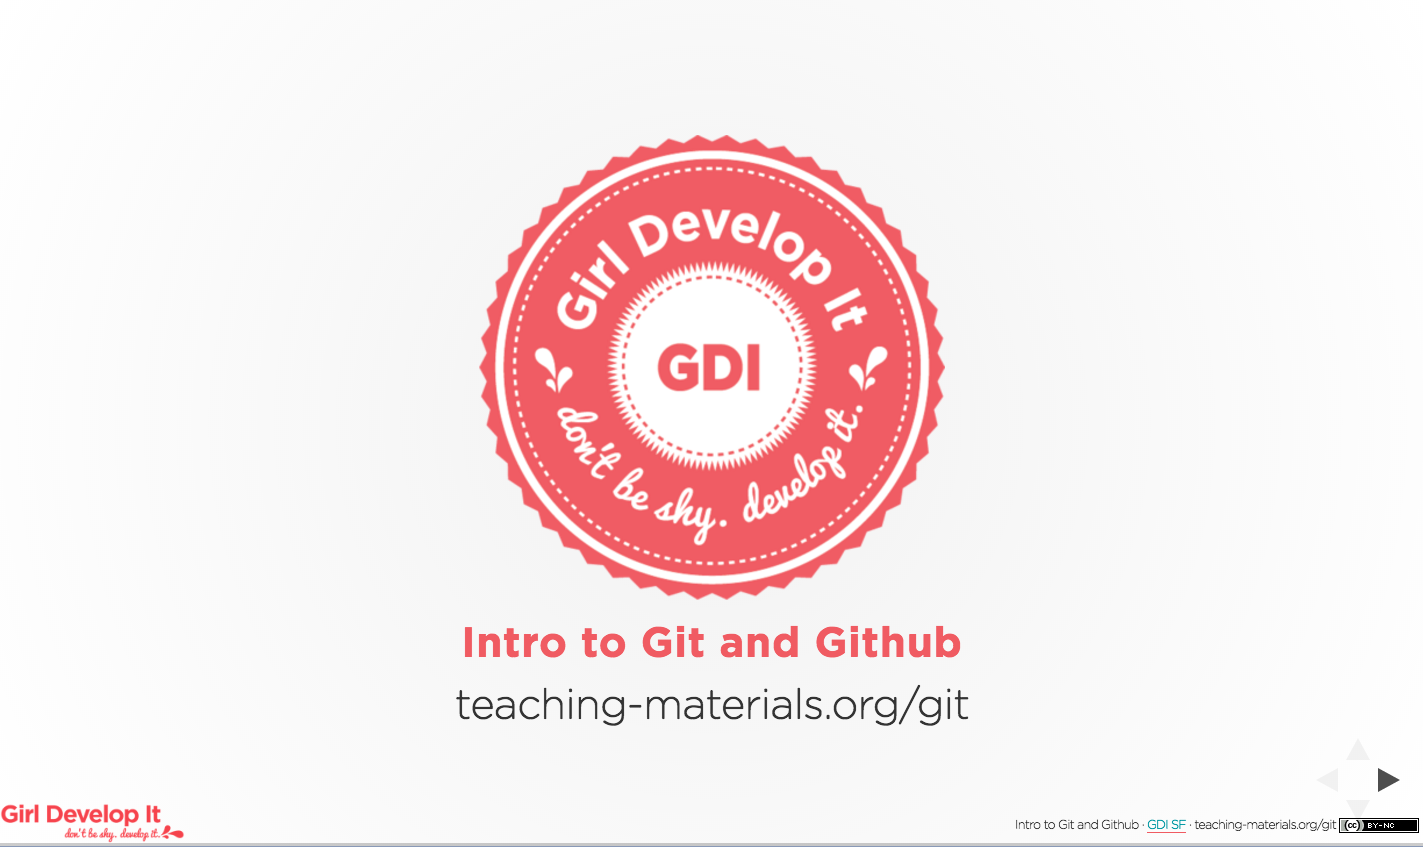 Girl Develop It
GDI
don't be shy. develop it.
Intro to Git and Github
teaching-materials.org/git
Girl Develop It
don't be shy. develop it.
Intro to Git and Github · GDI SF · teaching-materials.org/git cc BY-NC